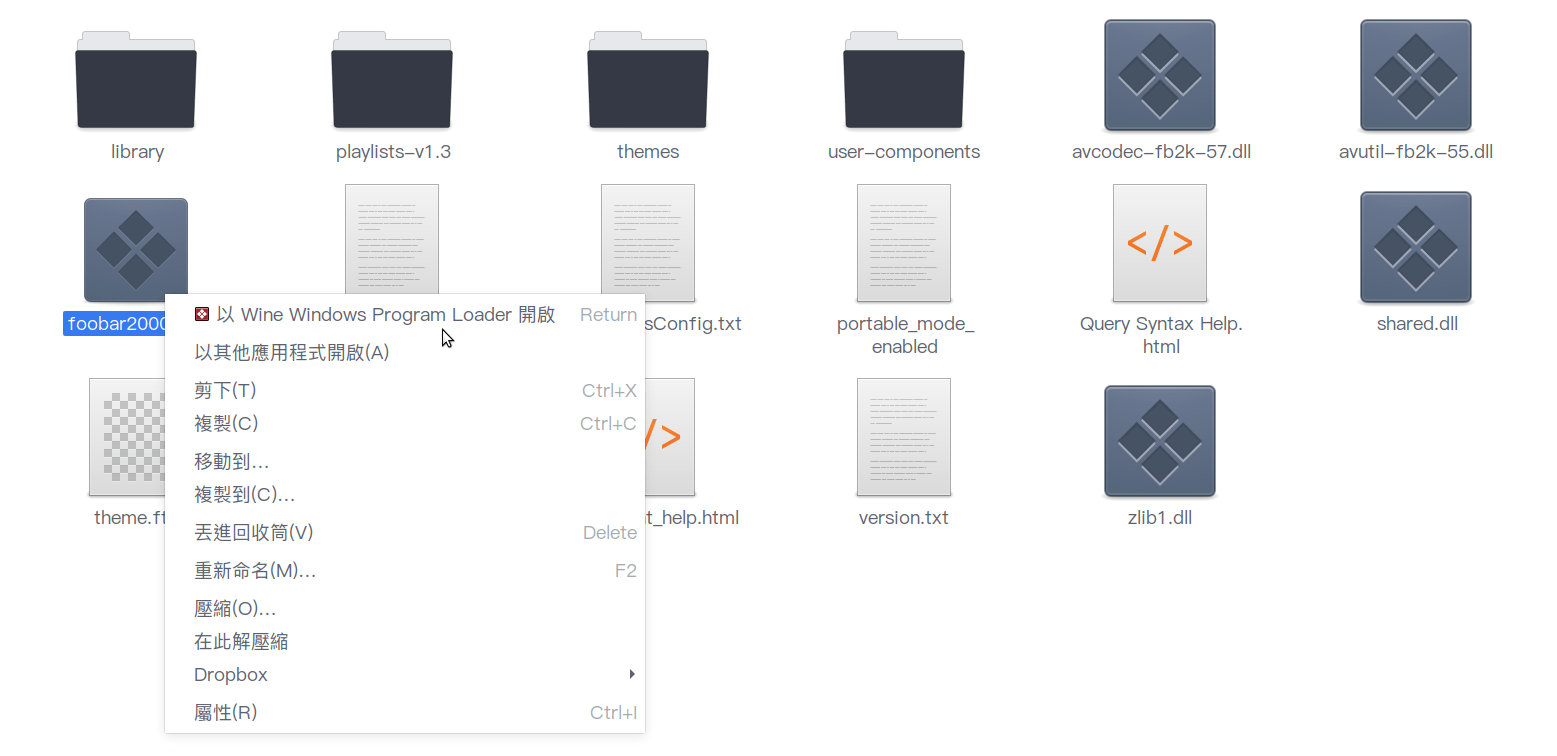 library
playlists-v1.3
themes
user-components
avcodec-fb2k-57.dll
avutil-fb2k-55.dll
foobar2000
sConfig.txt
portable_mode_
enabled
Query Syntax Help.
html
shared.dll
theme.ft
t_help.html
version.txt
zlib1.dll
以 Wine Windows Program Loader 開啟 Return
以其他應用程式開啟(A)
剪下(T) Ctrl+X
複製(C) Ctrl+C
移動到...
複製到(C)...
丟進回收筒(V) Delete
重新命名(M)... F2
壓縮(O)...
在此解壓縮
Dropbox
屬性(R) Ctrl+I